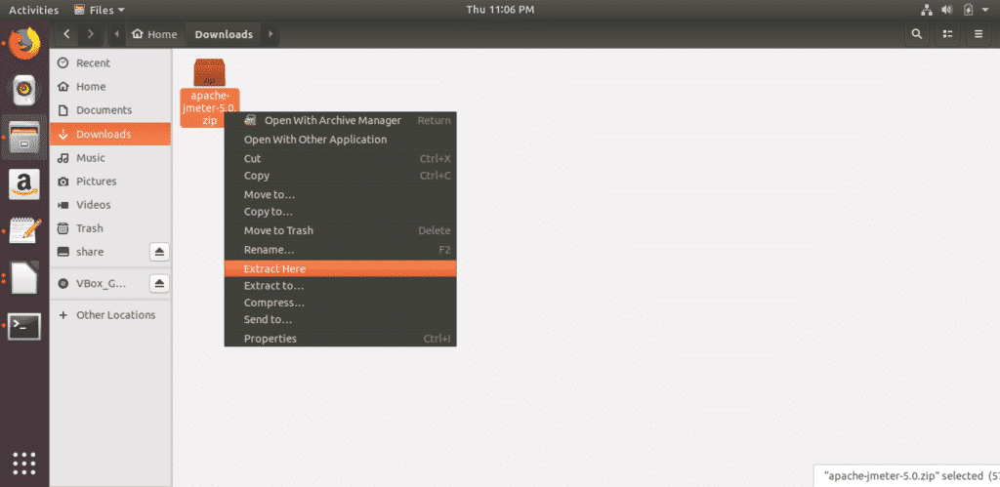 Activities Files Thu 11:06 PM
Home Downloads
Recent
Home
Documents
Downloads
Music
Pictures
Videos
Trash
share
VBox_G...
+ Other Locations
apache-
jmeter-5.0.
zip
Open With Archive Manager Return
Open With Other Application
Cut Ctrl+X
Copy Ctrl+C
Move to...
Copy to...
Move to Trash Delete
Rename... F2
Extract Here
Extract to...
Compress...
Send to...
Properties Ctrl+I
"apache-jmeter-5.0.zip" selected (57